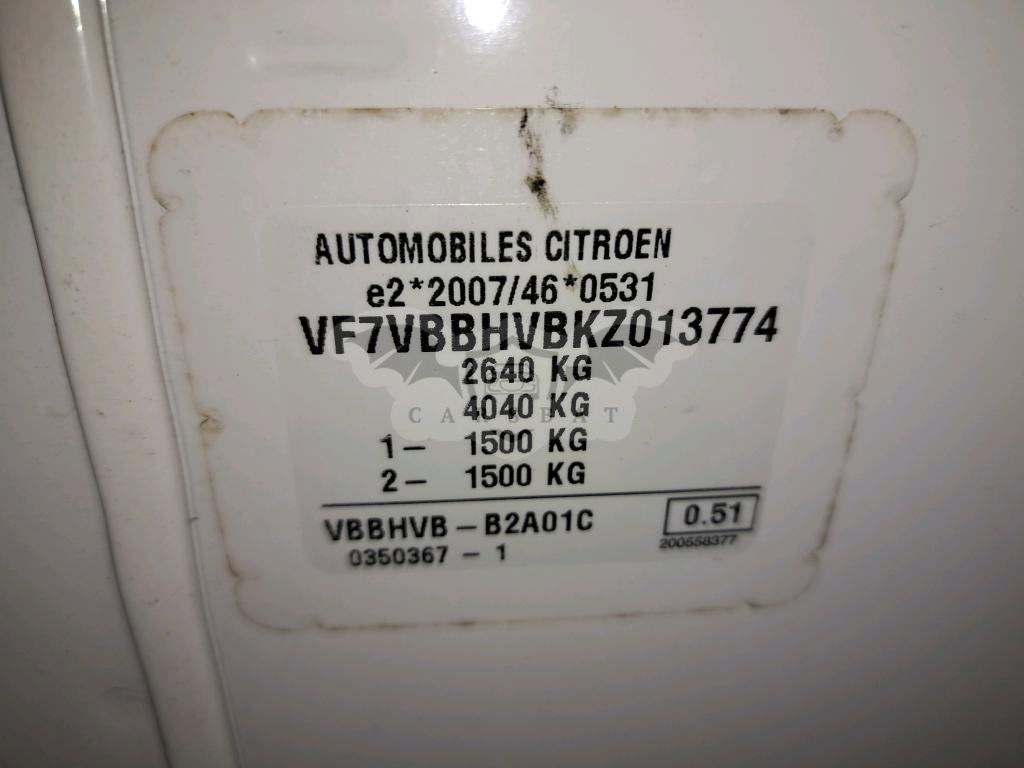 AUTOMOBILES CITROEN
e2*2007/46*0531
VF7VBBHVBKZ013774
2640 KG
CARSBAT
4040 KG
1- 1500 KG
2- 1500 KG
VBBHVB-B2A01C
0.51
200558377
0350367 - 1